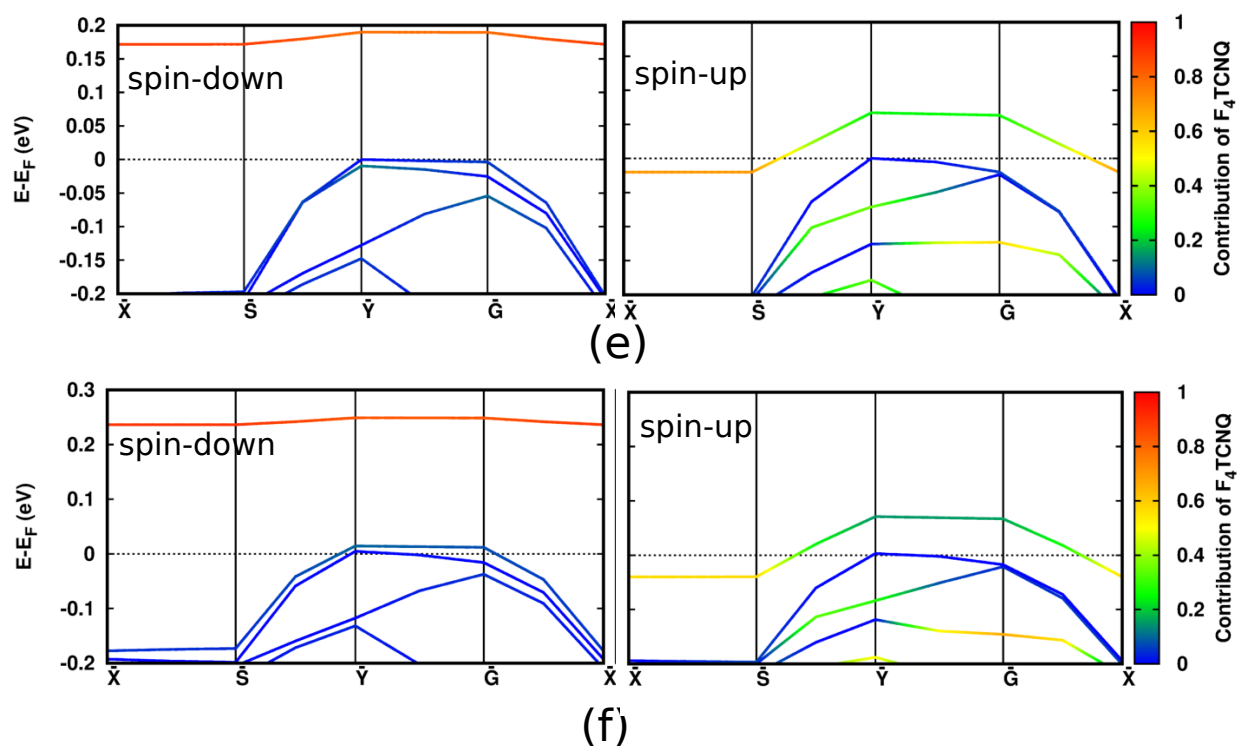 0.2
0.15
0.1
0.05
0
-0.05
-0.1
-0.15
-0.2
E-E_F (eV)
spin-down
X̄ S̄ Ȳ Ḡ X̄
spin-up
X̄ S̄ Ȳ Ḡ X̄
1
0.8
0.6
0.4
0.2
0
Contribution of F₄TCNQ
(e)
0.3
0.2
0.1
0
-0.1
-0.2
E-E_F (eV)
spin-down
X̄ S̄ Ȳ Ḡ X̄
spin-up
X̄ S̄ Ȳ Ḡ X̄
1
0.8
0.6
0.4
0.2
0
Contribution of F₄TCNQ
(f)